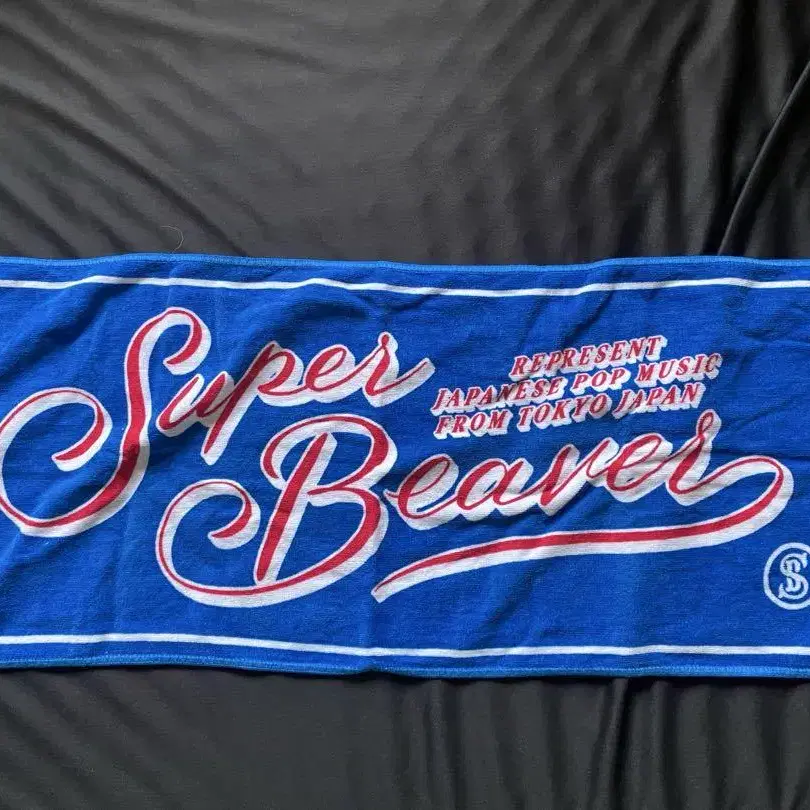 Super
REPRESENT
JAPANESE POP MUSIC
FROM TOKYO JAPAN
Beaver